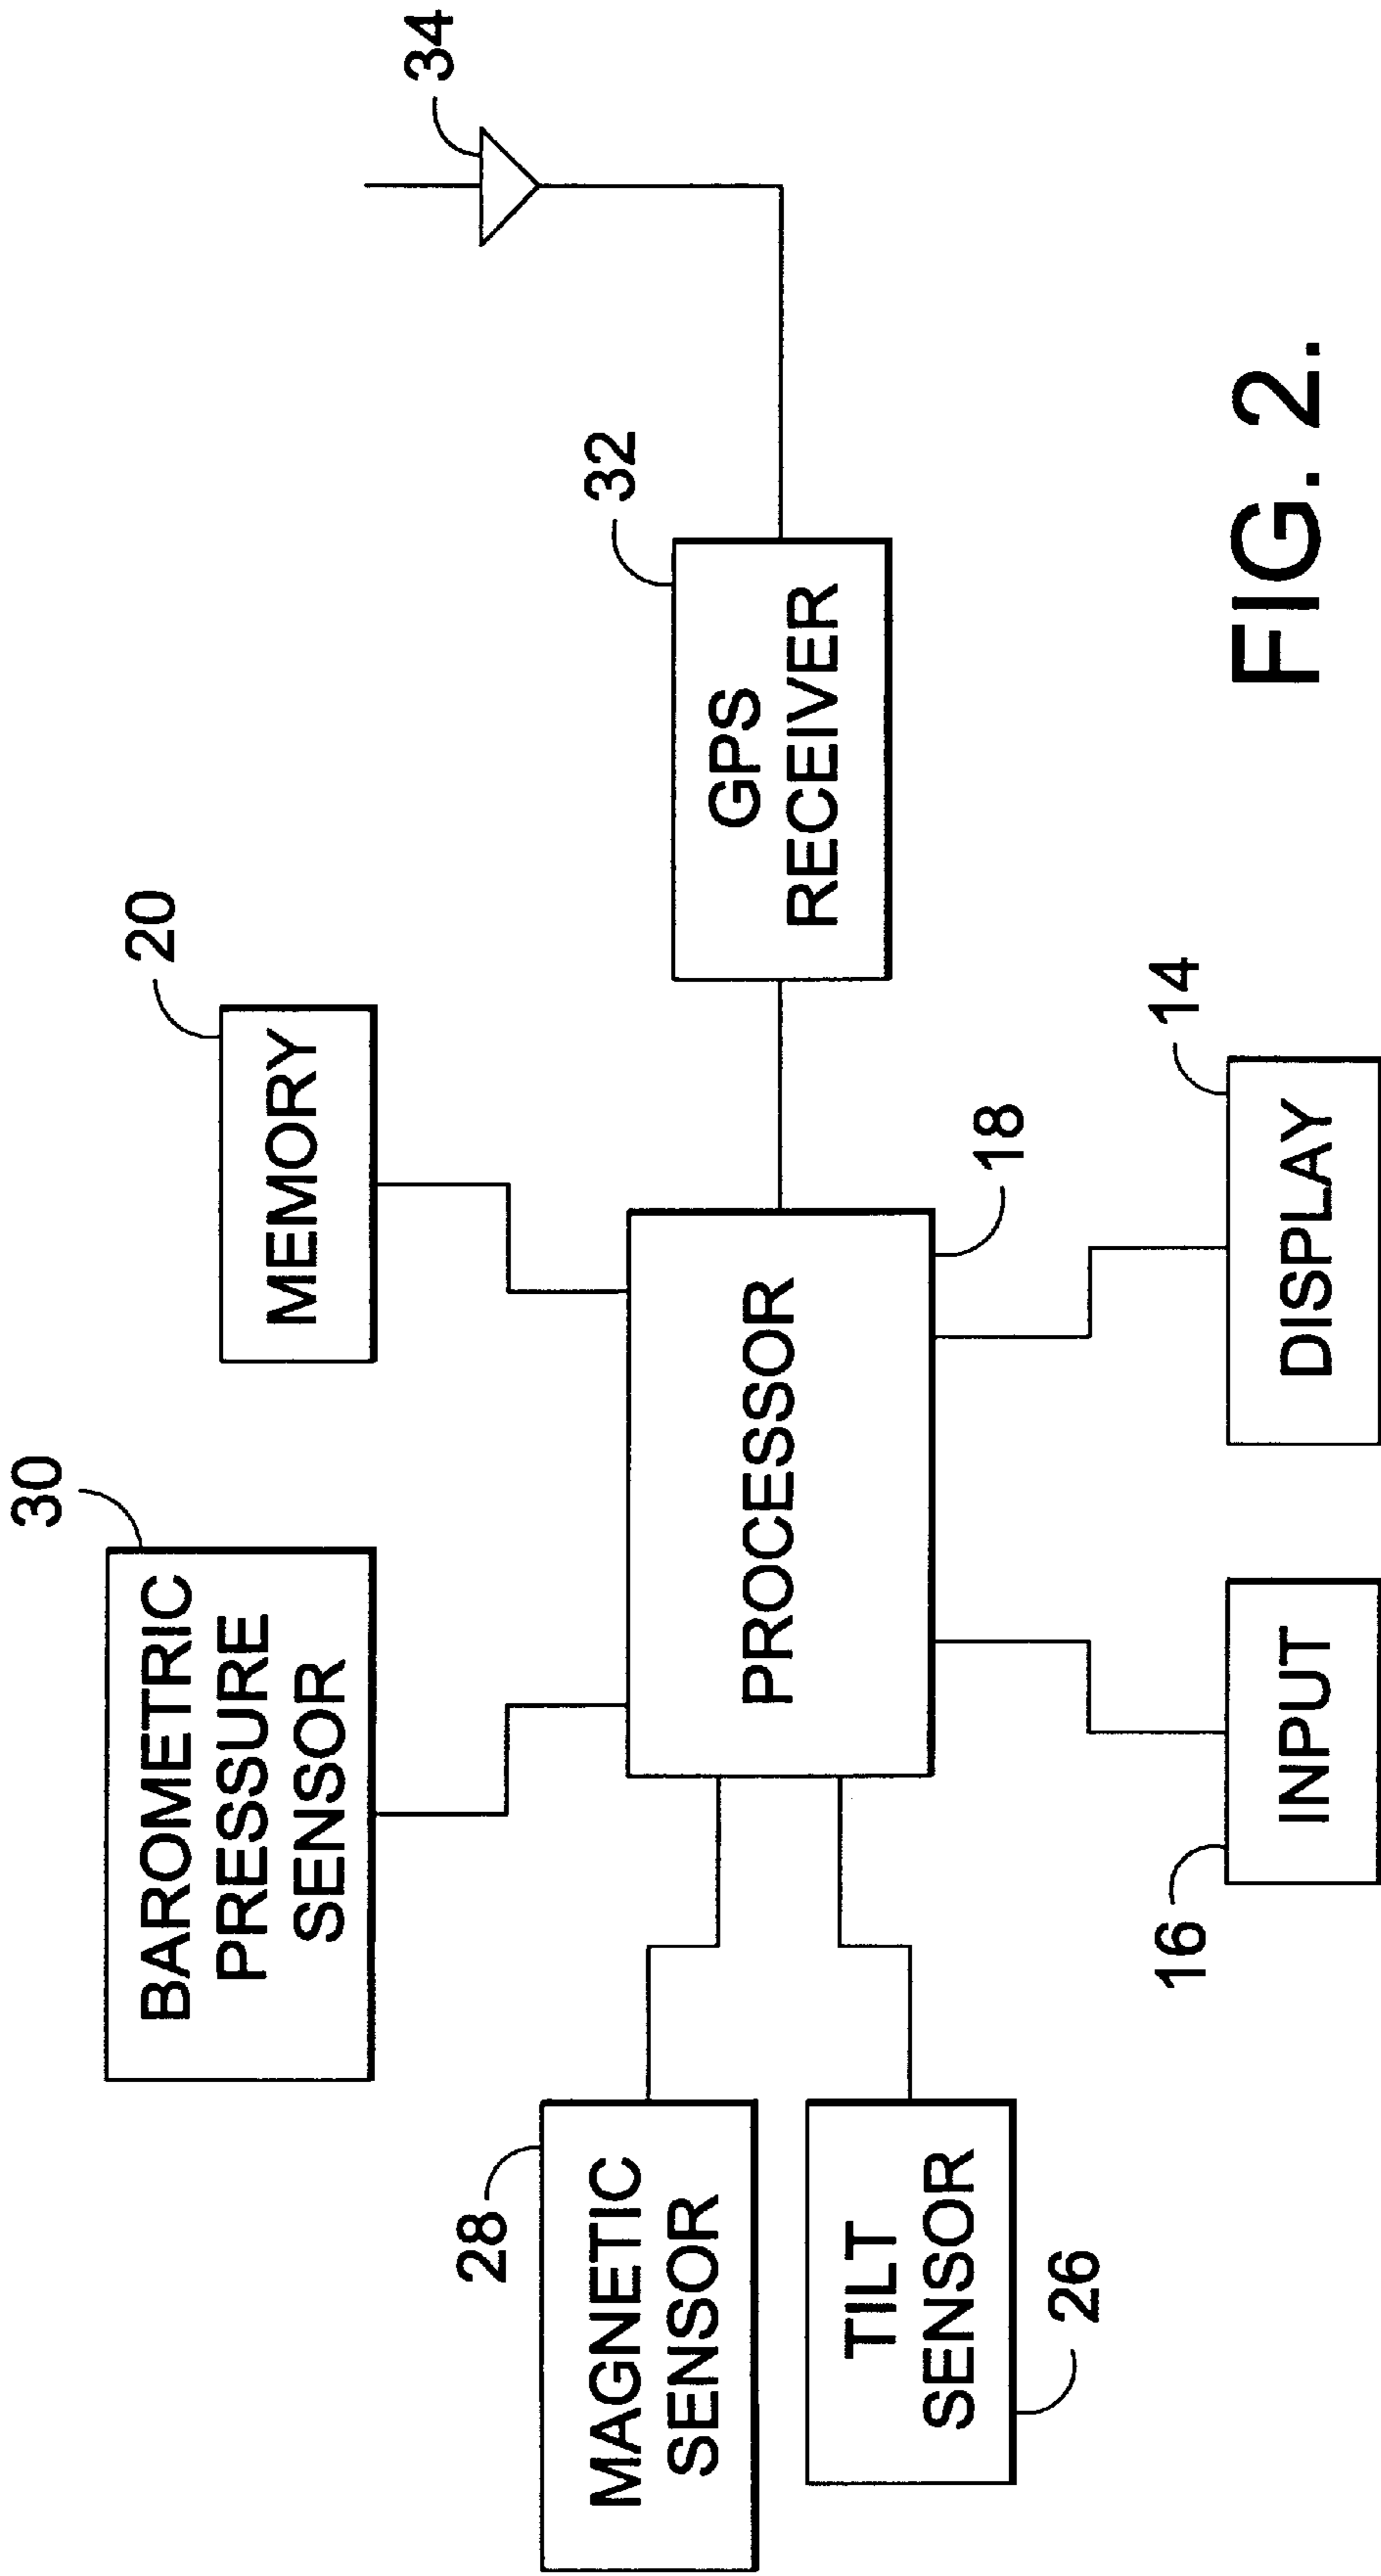 30
BAROMETRIC
PRESSURE
SENSOR
20
MEMORY
34
28
MAGNETIC
SENSOR
TILT
SENSOR
26
PROCESSOR
18
32
GPS
RECEIVER
16
INPUT
14
DISPLAY
FIG. 2.